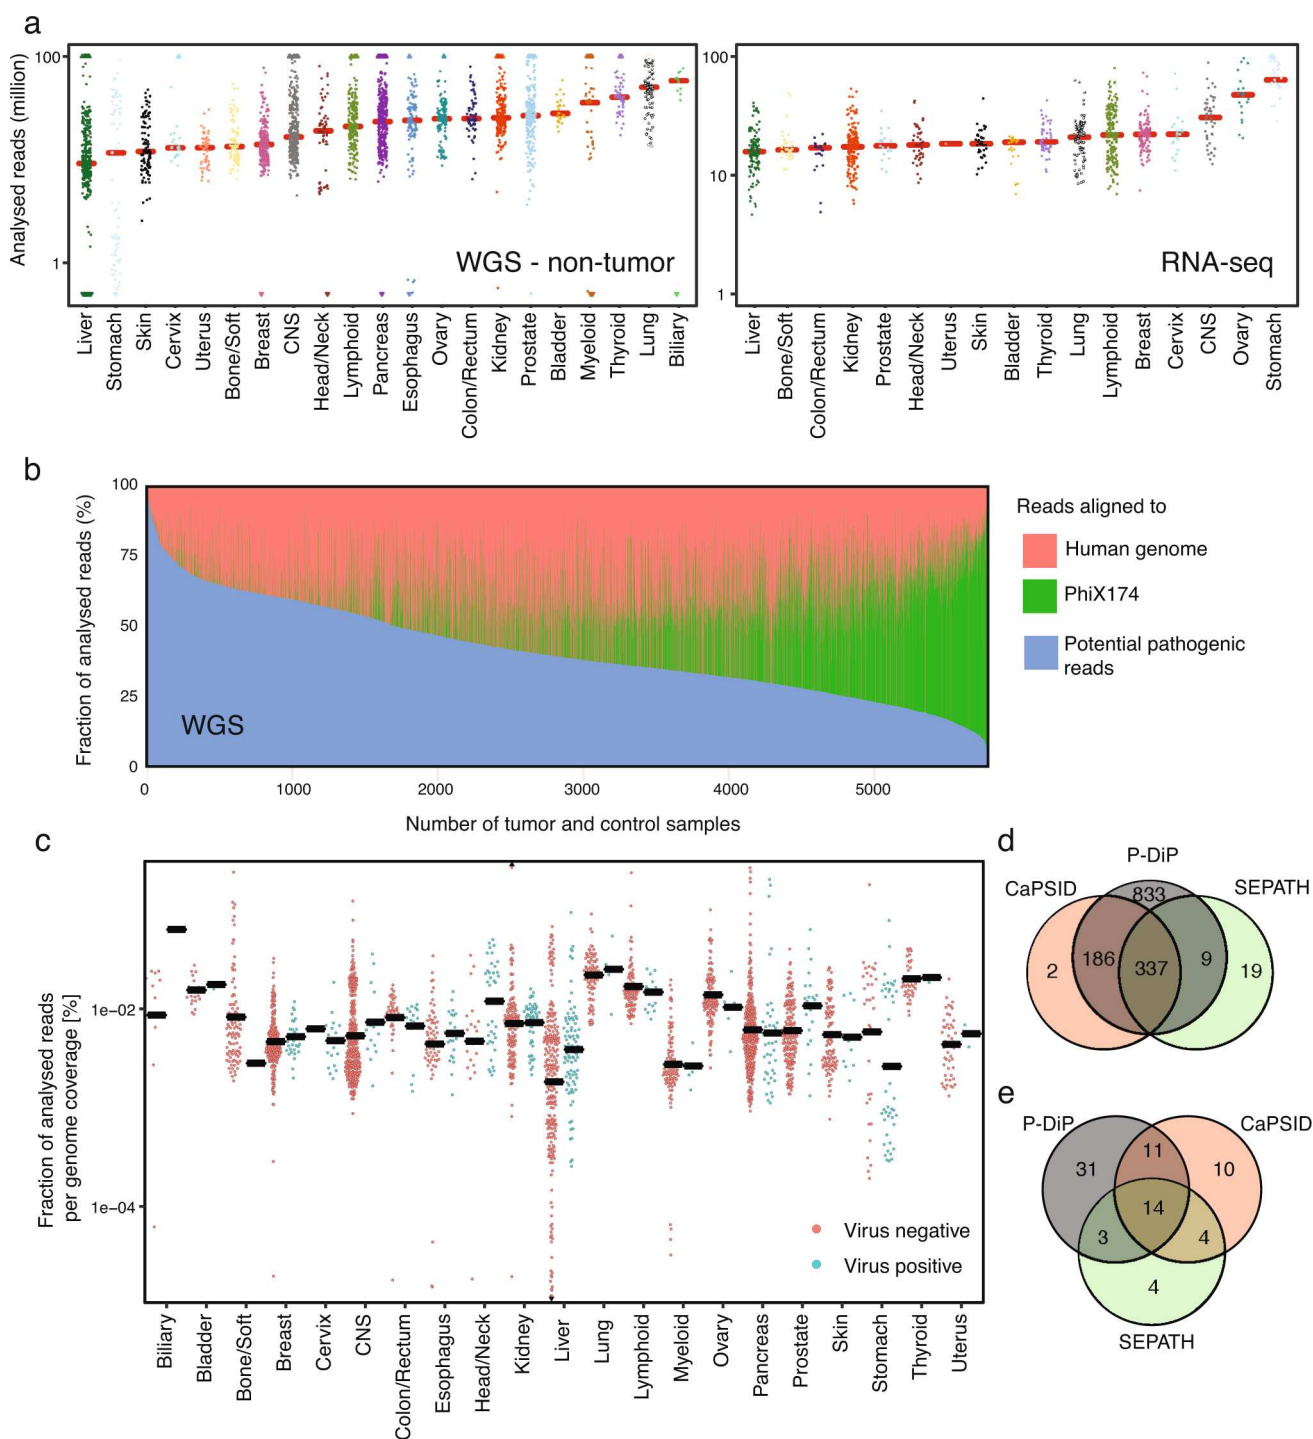 a
Analysed reads (million)
100
1
WGS - non-tumor
Liver
Stomach
Skin
Cervix
Uterus
Bone/Soft
Breast
CNS
Head/Neck
Lymphoid
Pancreas
Esophagus
Ovary
Colon/Rectum
Kidney
Prostate
Bladder
Myeloid
Thyroid
Lung
Biliary
100
10
1
RNA-seq
Liver
Bone/Soft
Colon/Rectum
Kidney
Prostate
Head/Neck
Uterus
Skin
Bladder
Thyroid
Lung
Lymphoid
Breast
Cervix
CNS
Ovary
Stomach
b
Fraction of analysed reads (%)
100
75
50
25
0
WGS
0
1000
2000
3000
4000
5000
Number of tumor and control samples
Reads aligned to
Human genome
PhiX174
Potential pathogenic
reads
c
Fraction of analysed reads
per genome coverage [%]
1e−02
1e−04
Virus negative
Virus positive
Biliary
Bladder
Bone/Soft
Breast
Cervix
CNS
Colon/Rectum
Esophagus
Head/Neck
Kidney
Liver
Lung
Lymphoid
Myeloid
Ovary
Pancreas
Prostate
Skin
Stomach
Thyroid
Uterus
d
P-DiP
CaPSID
SEPATH
833
2
186
337
9
19
e
P-DiP
CaPSID
31
11
10
14
3
4
4
SEPATH